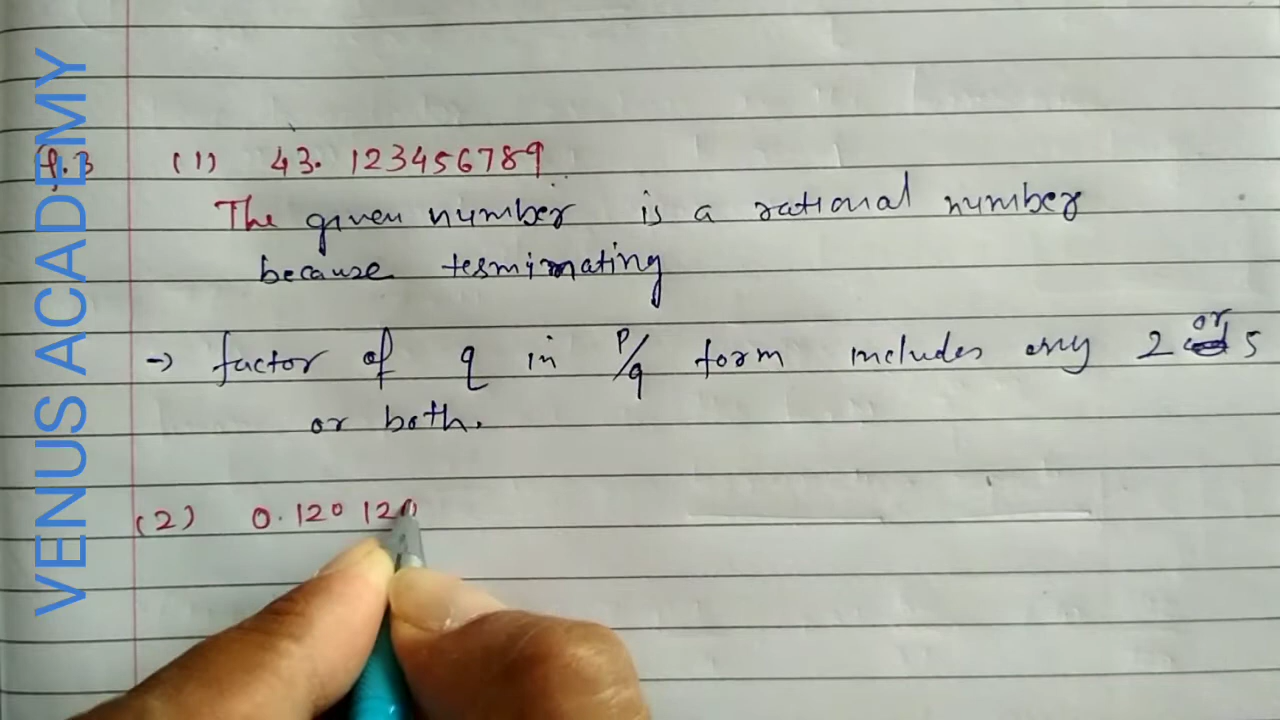 VENUS ACADEMY
Q.3 (1) 43.123456789
The given number is a rational number
because terminating
→ factor of q in P/q form includes any 2 or 5
or both.
(2) 0.120 120